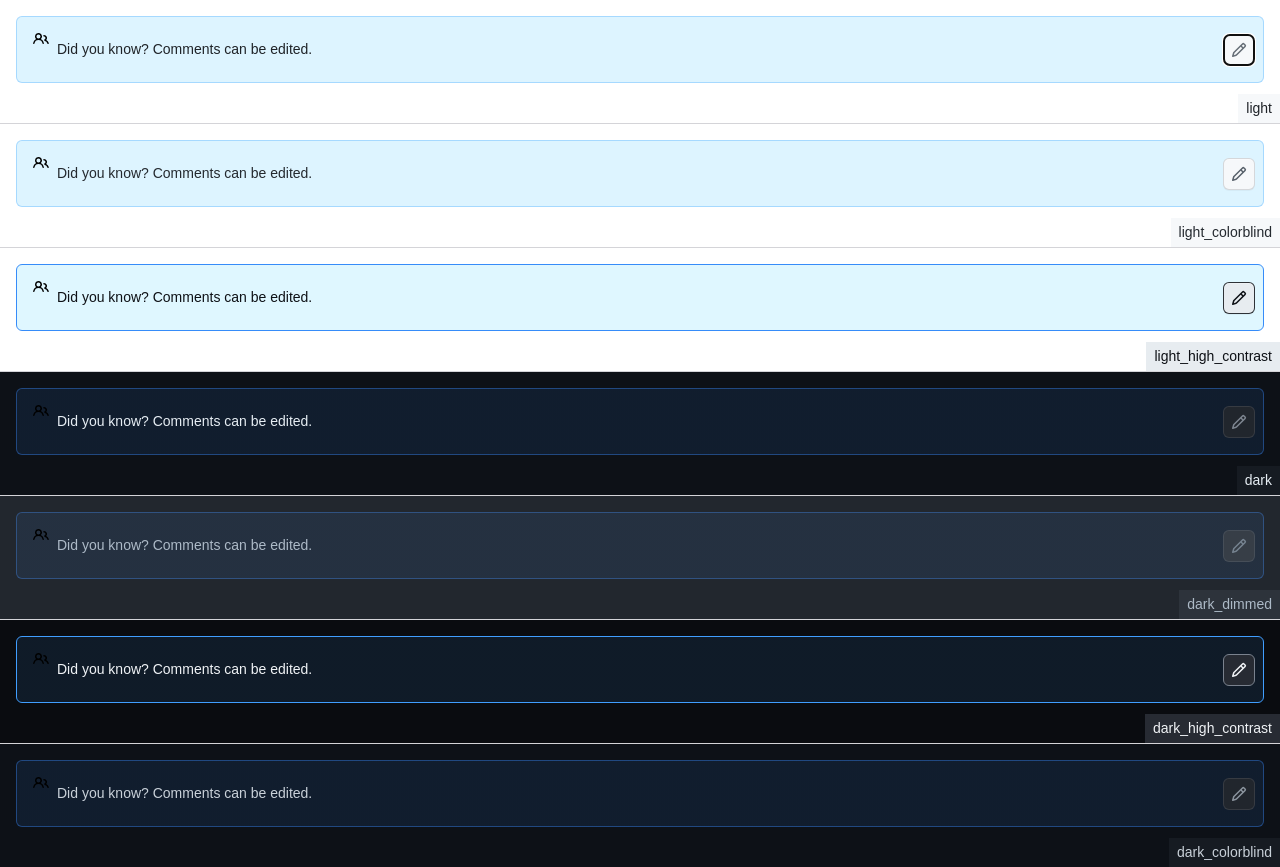 Did you know? Comments can be edited.
light
Did you know? Comments can be edited.
light_colorblind
Did you know? Comments can be edited.
light_high_contrast
Did you know? Comments can be edited.
dark
Did you know? Comments can be edited.
dark_dimmed
Did you know? Comments can be edited.
dark_high_contrast
Did you know? Comments can be edited.
dark_colorblind